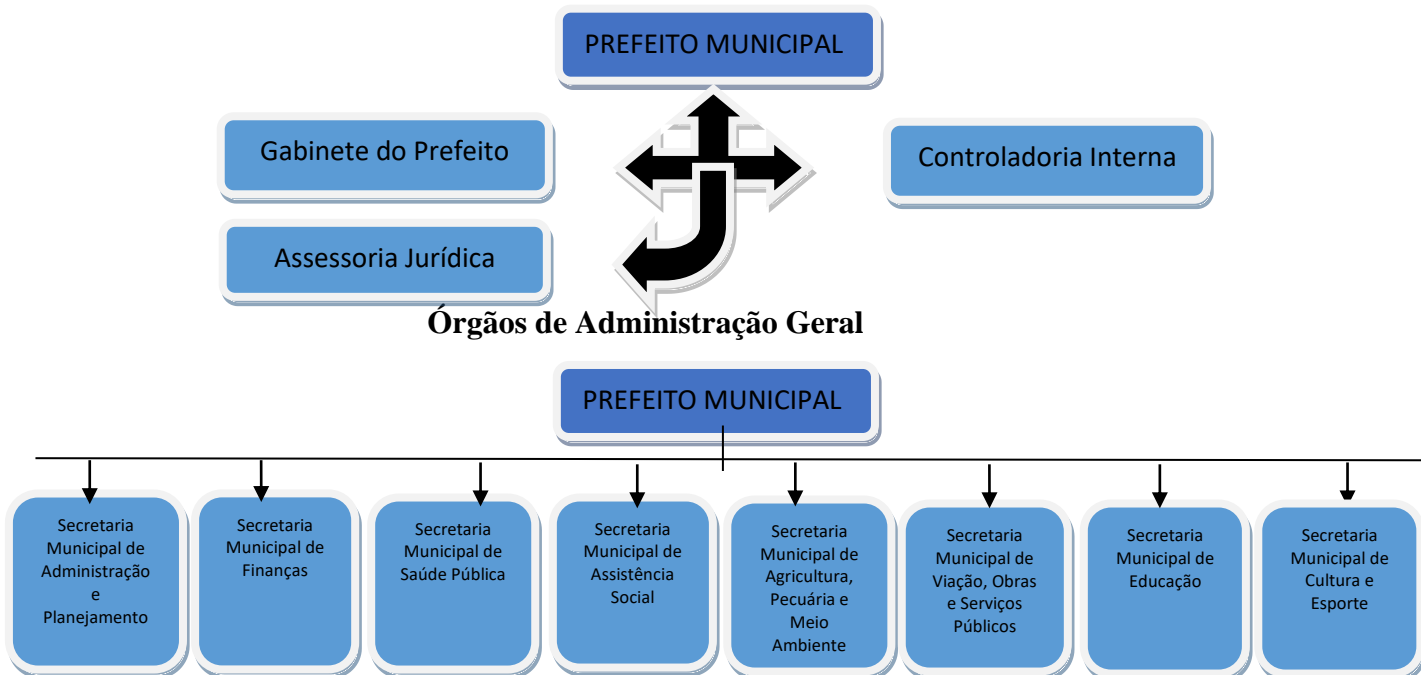 PREFEITO MUNICIPAL
Gabinete do Prefeito
Controladoria Interna
Assessoria Jurídica
Órgãos de Administração Geral
PREFEITO MUNICIPAL
Secretaria
Municipal de
Administração
e
Planejamento
Secretaria
Municipal de
Finanças
Secretaria
Municipal de
Saúde Pública
Secretaria
Municipal de
Assistência
Social
Secretaria
Municipal de
Agricultura,
Pecuária e
Meio
Ambiente
Secretaria
Municipal de
Viação, Obras
e Serviços
Públicos
Secretaria
Municipal de
Educação
Secretaria
Municipal de
Cultura e
Esporte